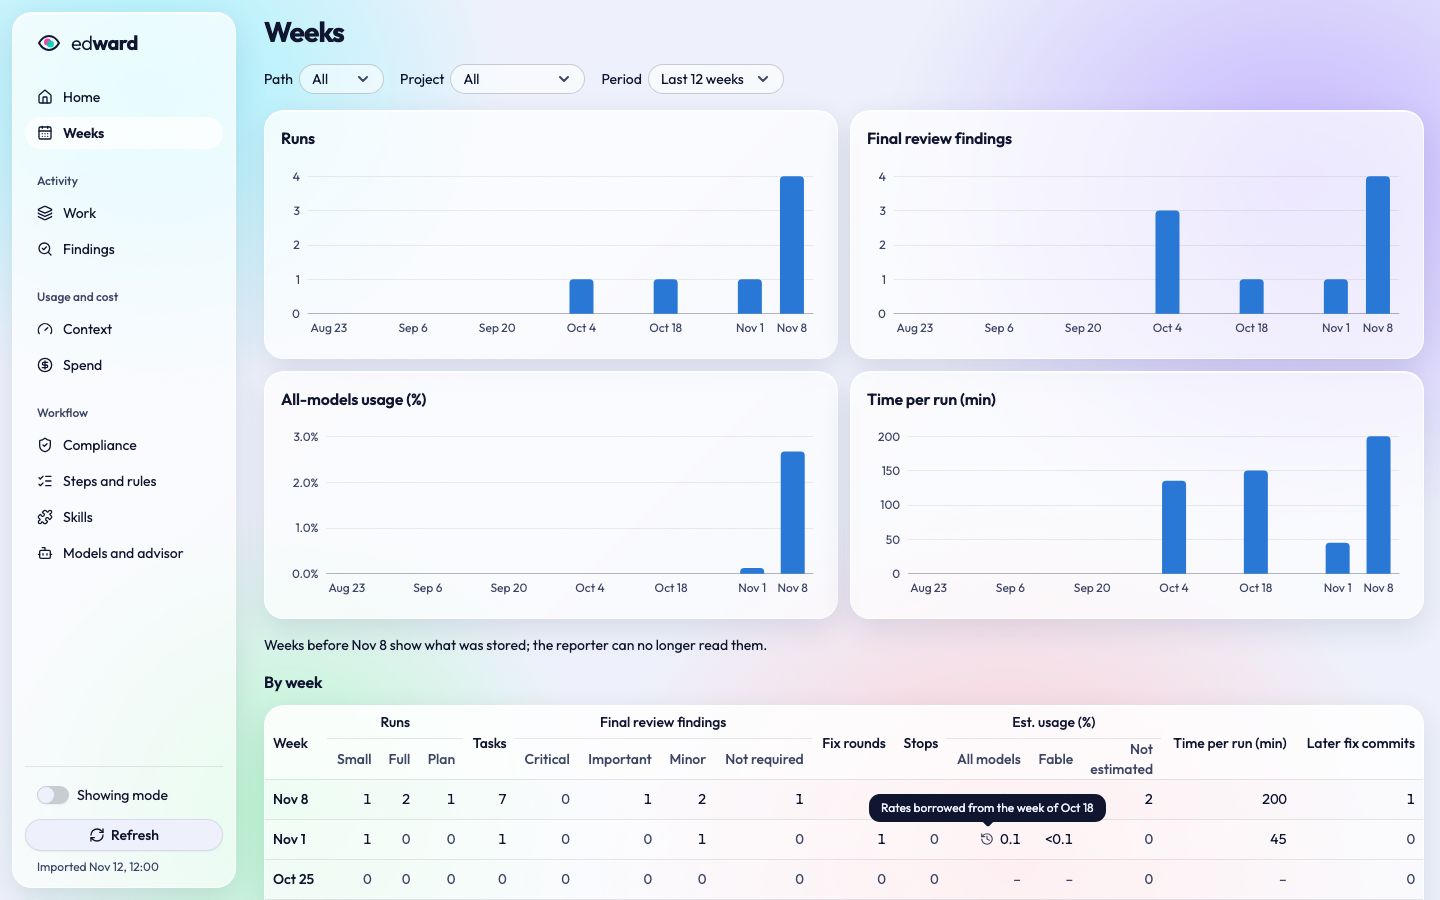 edward
Home
Weeks
Activity
Work
Findings
Usage and cost
Context
Spend
Workflow
Compliance
Steps and rules
Skills
Models and advisor
Showing mode
Refresh
Imported Nov 12, 12:00
Weeks
Path All Project All Period Last 12 weeks
Runs
4
3
2
1
0
Aug 23 Sep 6 Sep 20 Oct 4 Oct 18 Nov 1 Nov 8
Final review findings
4
3
2
1
0
Aug 23 Sep 6 Sep 20 Oct 4 Oct 18 Nov 1 Nov 8
All-models usage (%)
3.0%
2.0%
1.0%
0.0%
Aug 23 Sep 6 Sep 20 Oct 4 Oct 18 Nov 1 Nov 8
Time per run (min)
200
150
100
50
0
Aug 23 Sep 6 Sep 20 Oct 4 Oct 18 Nov 1 Nov 8
Weeks before Nov 8 show what was stored; the reporter can no longer read them.
By week
Runs Final review findings Est. usage (%)
Week Tasks Fix rounds Stops Time per run (min) Later fix commits
Small Full Plan Critical Important Minor Not required All models Fable Not estimated
Nov 8 1 2 1 7 0 1 2 1 2 200 1
Rates borrowed from the week of Oct 18
Nov 1 1 0 0 1 0 0 1 0 1 0 0.1 <0.1 0 45 0
Oct 25 0 0 0 0 0 0 0 0 0 0 – – 0 – 0